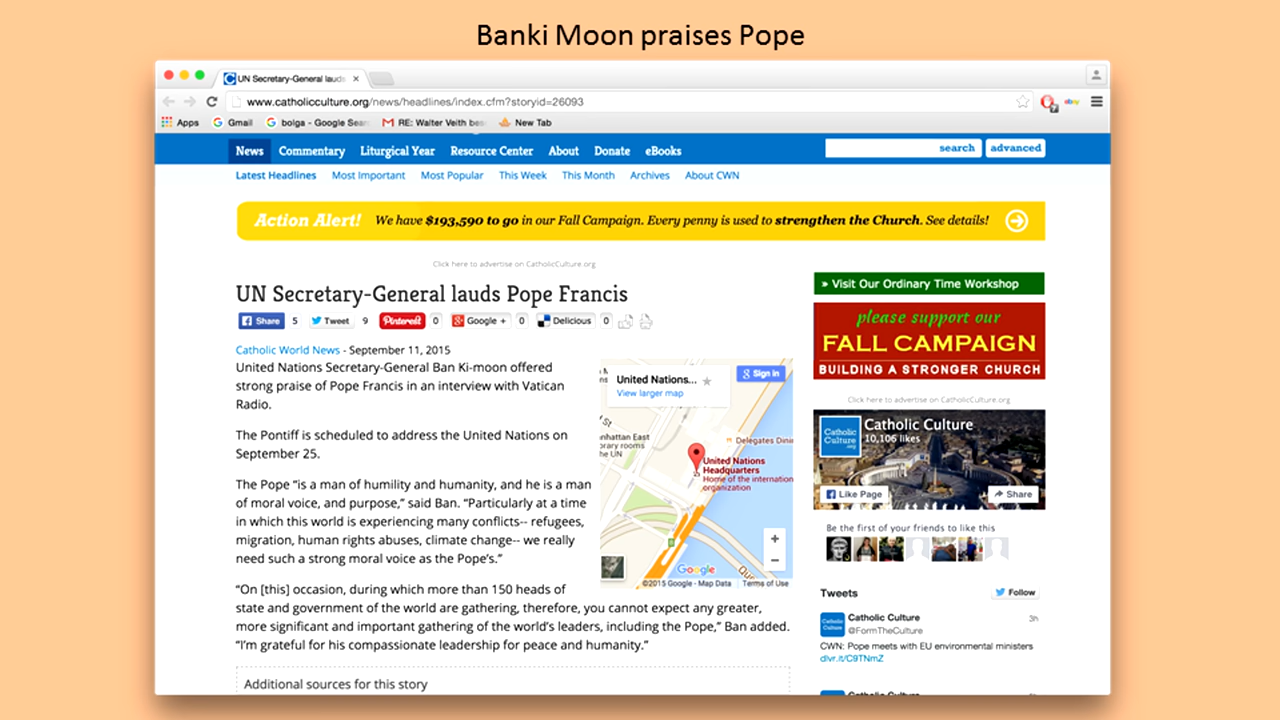 Banki Moon praises Pope
UN Secretary-General lauds
www.catholicculture.org/news/headlines/index.cfm?storyid=26093
Apps Gmail bolga - Google Sear RE: Walter Veith bes New Tab
News Commentary Liturgical Year Resource Center About Donate eBooks search advanced
Latest Headlines Most Important Most Popular This Week This Month Archives About CWN
Action Alert! We have $193,590 to go in our Fall Campaign. Every penny is used to strengthen the Church. See details!
Click here to advertise on CatholicCulture.org
UN Secretary-General lauds Pope Francis
Share 5 Tweet 9 Pinterest 0 Google + 0 Delicious 0
Catholic World News - September 11, 2015
United Nations Secretary-General Ban Ki-moon offered
strong praise of Pope Francis in an interview with Vatican
Radio.
The Pontiff is scheduled to address the United Nations on
September 25.
The Pope “is a man of humility and humanity, and he is a man
of moral voice, and purpose,” said Ban. “Particularly at a time
in which this world is experiencing many conflicts-- refugees,
migration, human rights abuses, climate change-- we really
need such a strong moral voice as the Pope’s.”
“On [this] occasion, during which more than 150 heads of
state and government of the world are gathering, therefore, you cannot expect any greater,
more significant and important gathering of the world’s leaders, including the Pope,” Ban added.
“I’m grateful for his compassionate leadership for peace and humanity.”
Additional sources for this story
United Nations...
View larger map
Sign in
St
nhattan East
brary rooms
the UN
Delegates Dini
United Nations
Headquarters
Home of the internation
organization
+
−
Google
Que
©2015 Google - Map Data Terms of Use
» Visit Our Ordinary Time Workshop
please support our
FALL CAMPAIGN
BUILDING A STRONGER CHURCH
Click here to advertise on CatholicCulture.org
Catholic
Culture
.org
Catholic Culture
10,106 likes
Like Page Share
Be the first of your friends to like this
Tweets Follow
Catholic Culture 3h
@FormTheCulture
CWN: Pope meets with EU environmental ministers
dlvr.it/C9TNmZ
Catholic Culture